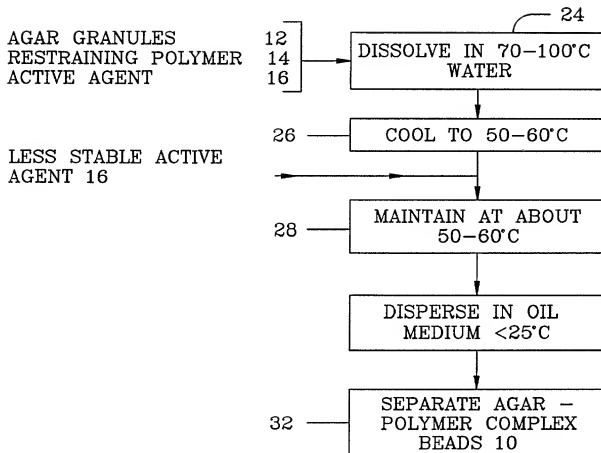 24
AGAR GRANULES 12
RESTRAINING POLYMER 14
ACTIVE AGENT 16
DISSOLVE IN 70–100°C
WATER
26
COOL TO 50–60°C
LESS STABLE ACTIVE
AGENT 16
28
MAINTAIN AT ABOUT
50–60°C
DISPERSE IN OIL
MEDIUM <25°C
32
SEPARATE AGAR –
POLYMER COMPLEX
BEADS 10